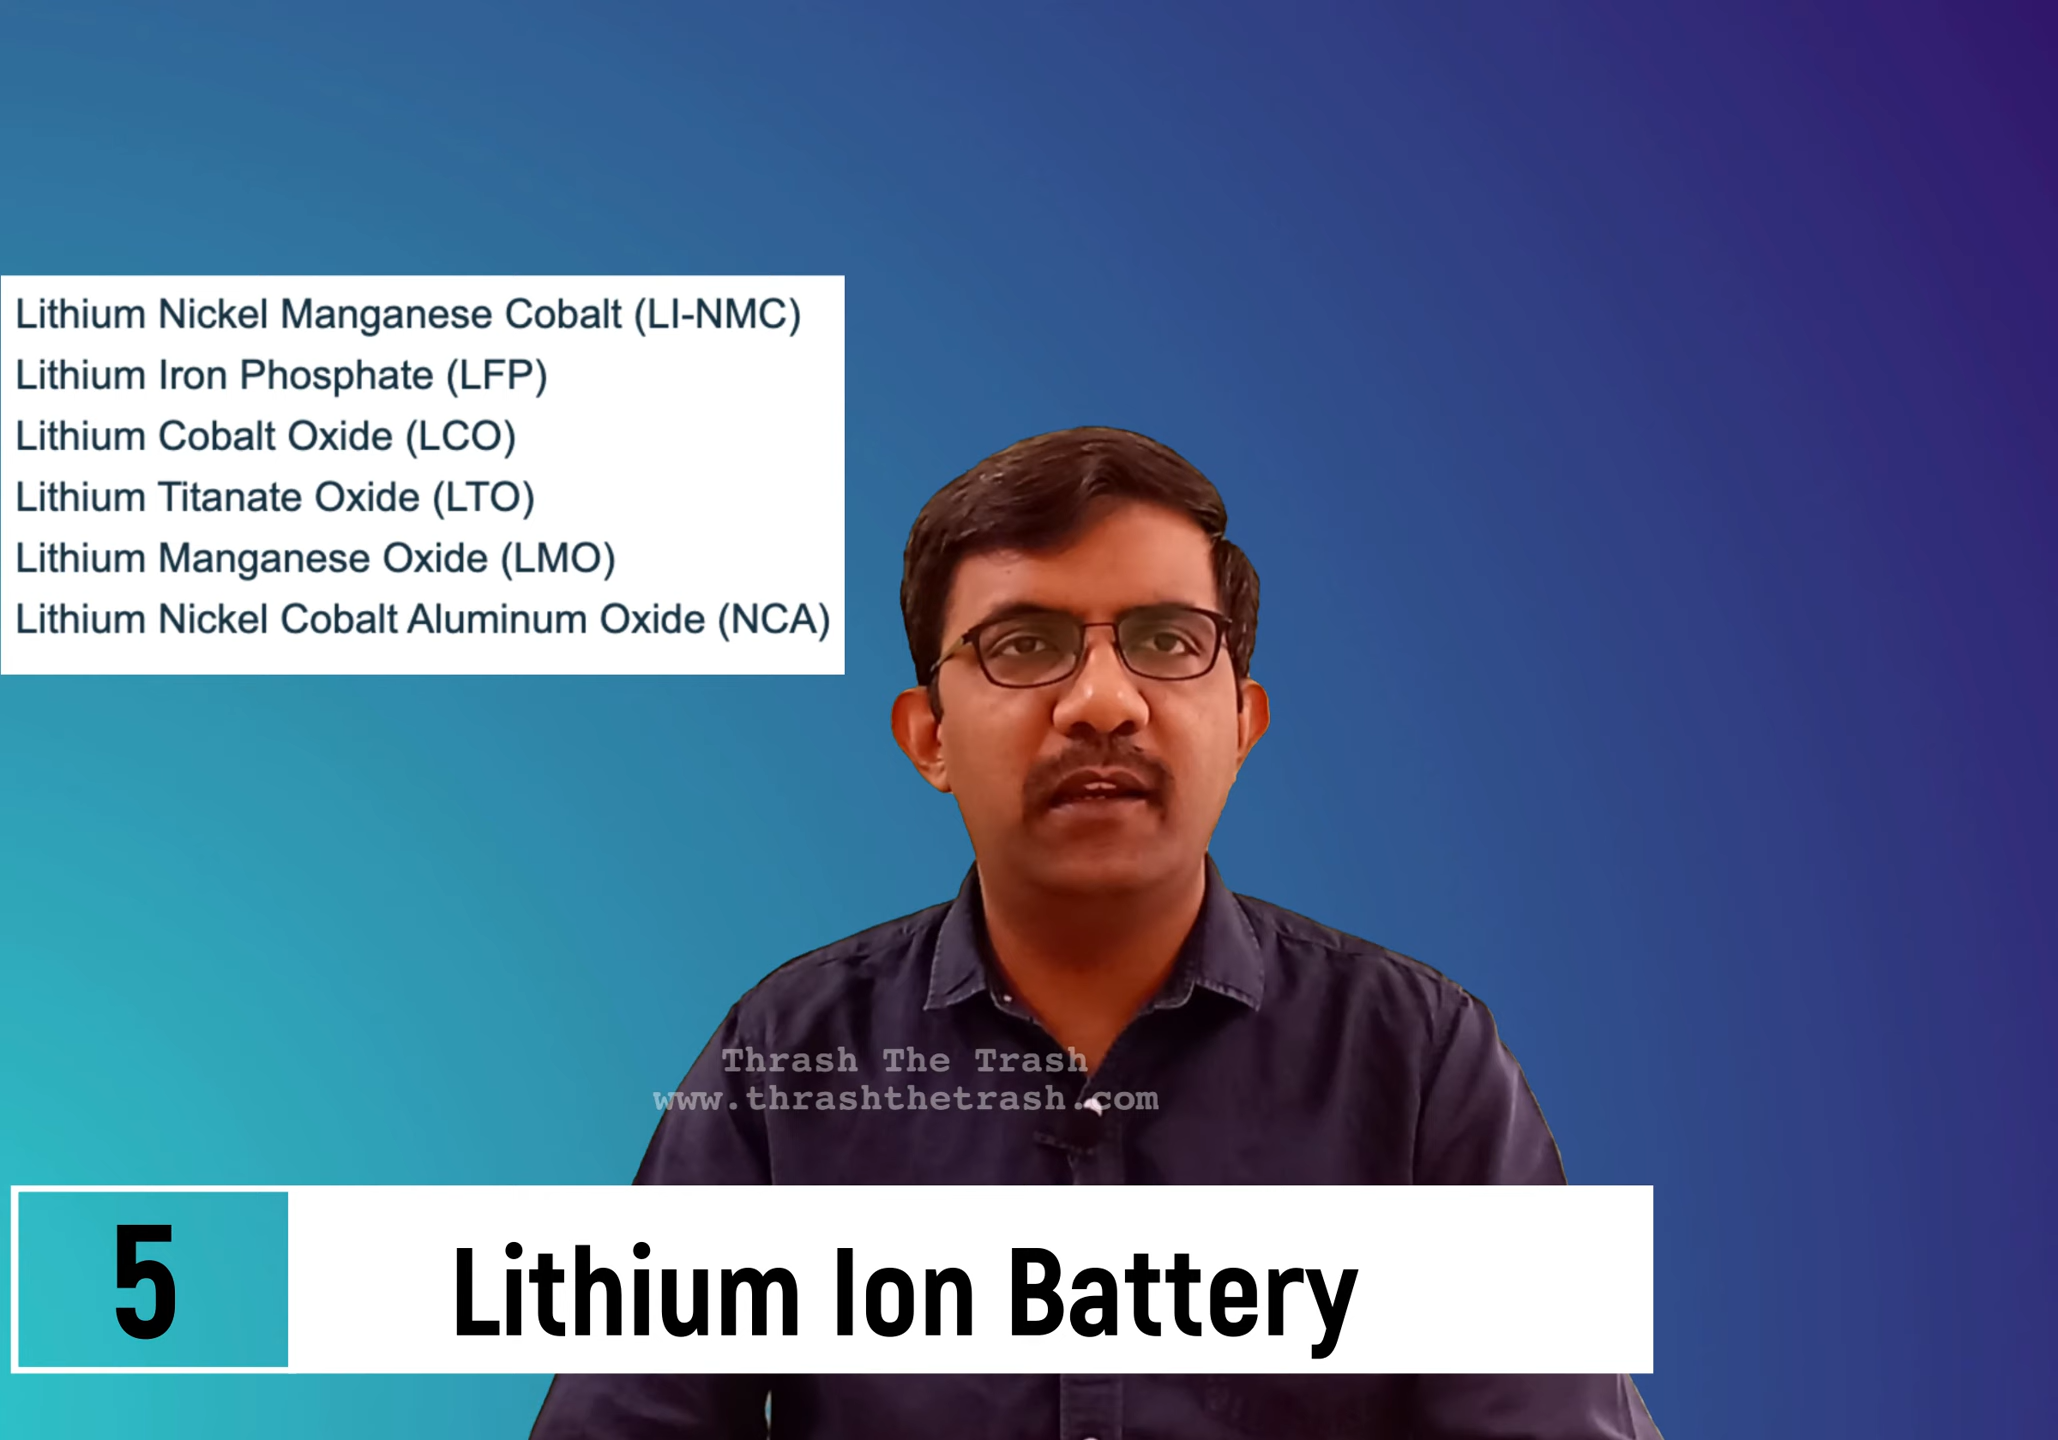 Lithium Nickel Manganese Cobalt (LI-NMC)
Lithium Iron Phosphate (LFP)
Lithium Cobalt Oxide (LCO)
Lithium Titanate Oxide (LTO)
Lithium Manganese Oxide (LMO)
Lithium Nickel Cobalt Aluminum Oxide (NCA)
Thrash The Trash
www.thrashthetrash.com
5
Lithium Ion Battery